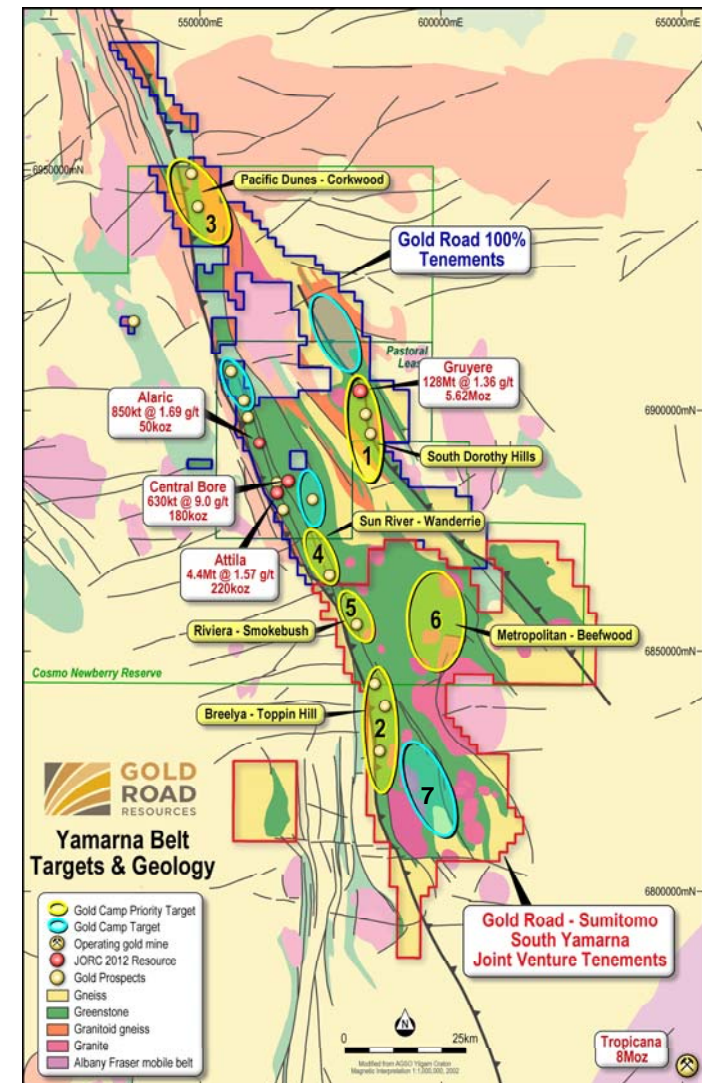 550000mE
600000mE
650000mE
6950000mN
Pacific Dunes - Corkwood
3
Gold Road 100%
Tenements
Pastoral
Leas
Gruyere
128Mt @ 1.36 g/t
5.62Moz
Alaric
850kt @ 1.69 g/t
50koz
6900000mN
1
South Dorothy Hills
Central Bore
630kt @ 9.0 g/t
180koz
Sun River - Wanderrie
Attila
4.4Mt @ 1.57 g/t
220koz
4
5
6
Riviera - Smokebush
Metropolitan - Beefwood
6850000mN
Cosmo Newberry Reserve
Breelya - Toppin Hill
2
7
GOLD
ROAD
RESOURCES
Yamarna Belt
Targets & Geology
6800000mN
Gold Camp Priority Target
Gold Camp Target
Operating gold mine
JORC 2012 Resource
Gold Prospects
Gneiss
Greenstone
Granitoid gneiss
Granite
Albany Fraser mobile belt
Gold Road - Sumitomo
South Yamarna
Joint Venture Tenements
N
0
25km
Modified from AGSO Yilgarn Craton
Magnetic Interpretation 1:1,000,000, 2002
Tropicana
8Moz